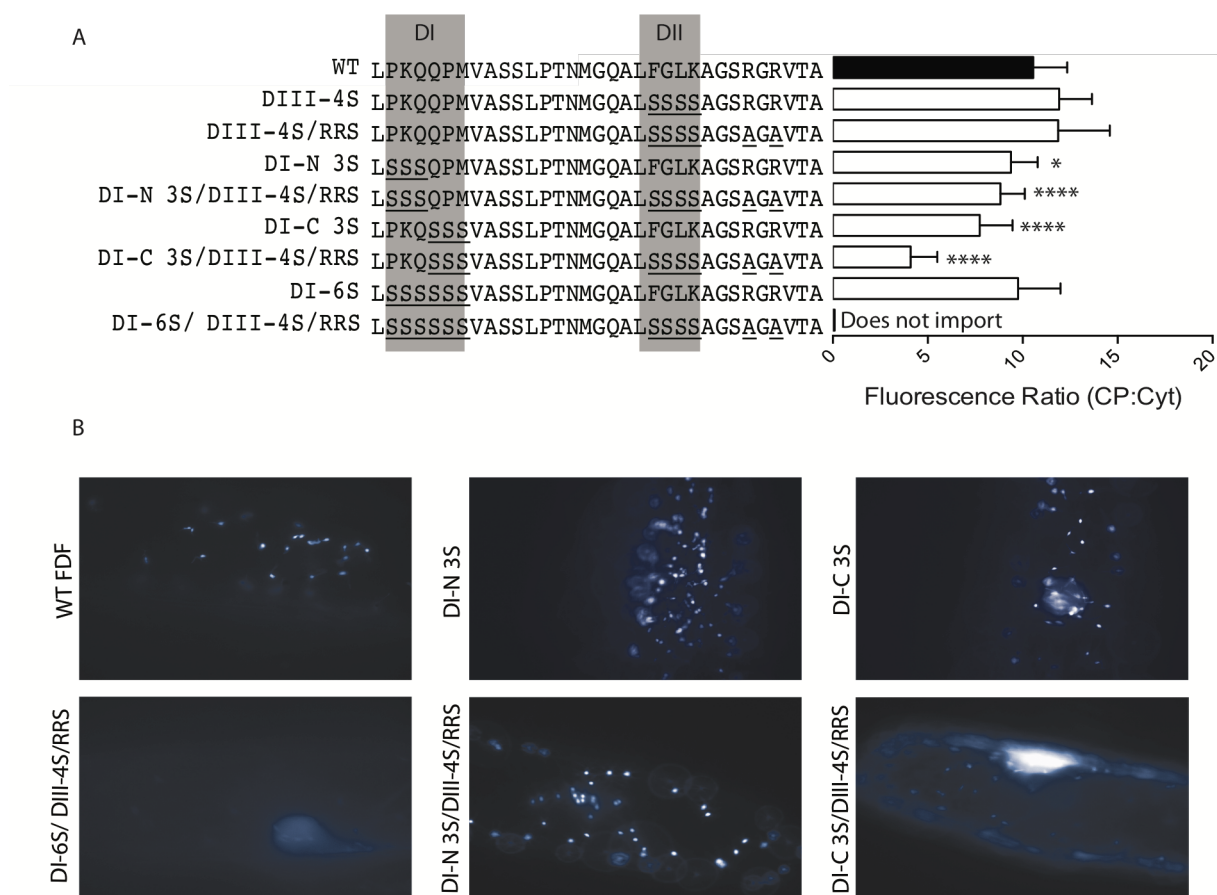 A
DI DII
WT LPKQQPMVASSLPTNMGQALFGLKAGSRGRVTA
DIII-4S LPKQQPMVASSLPTNMGQALSSSSAGSRGRVTA
DIII-4S/RRS LPKQQPMVASSLPTNMGQALSSSSAGSAGAVTA
DI-N 3S LSSSQPMVASSLPTNMGQALFGLKAGSRGRVTA *
DI-N 3S/DIII-4S/RRS LSSSQPMVASSLPTNMGQALSSSSAGSAGAVTA ****
DI-C 3S LPKQSSSVASSLPTNMGQALFGLKAGSRGRVTA ****
DI-C 3S/DIII-4S/RRS LPKQSSSVASSLPTNMGQALSSSSAGSAGAVTA ****
DI-6S LSSSSSSVASSLPTNMGQALFGLKAGSRGRVTA
DI-6S/ DIII-4S/RRS LSSSSSSVASSLPTNMGQALSSSSAGSAGAVTA Does not import
0 5 10 15 20
Fluorescence Ratio (CP:Cyt)
B
WT FDF
DI-N 3S
DI-C 3S
DI-6S/ DIII-4S/RRS
DI-N 3S/DIII-4S/RRS
DI-C 3S/DIII-4S/RRS